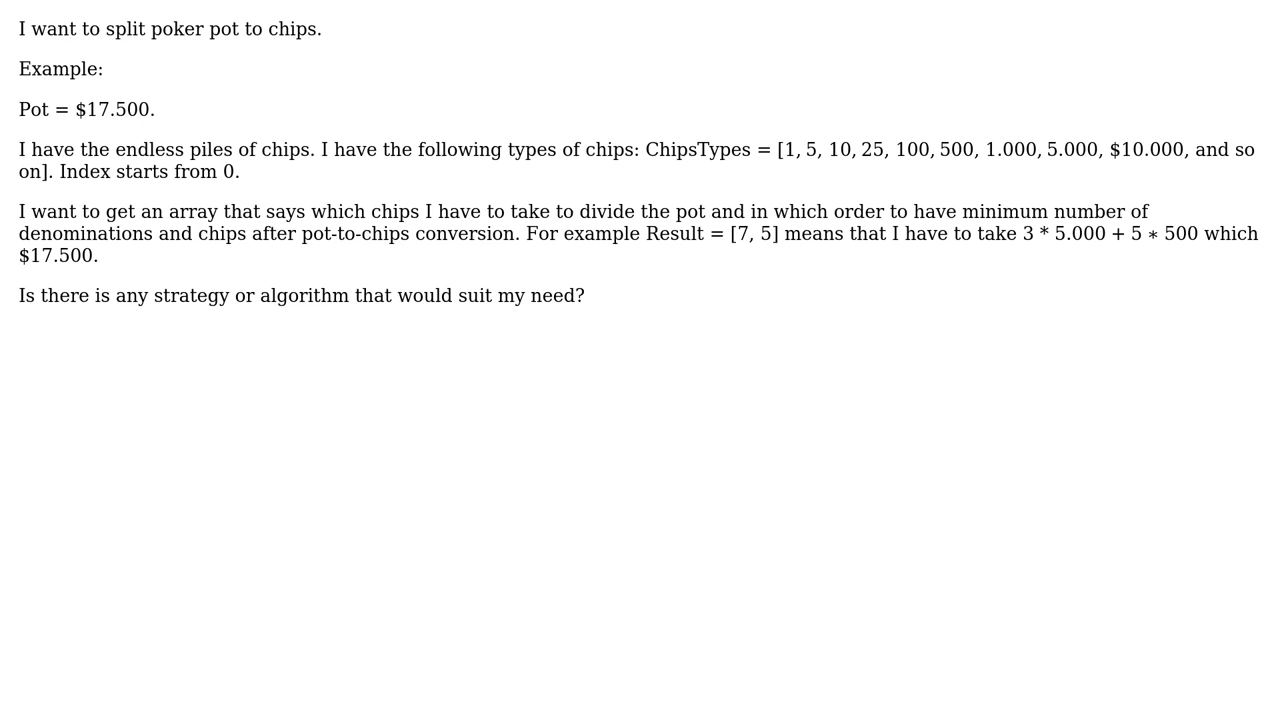 I want to split poker pot to chips.
Example:
Pot = $17.500.
I have the endless piles of chips. I have the following types of chips: ChipsTypes = [1, 5, 10, 25, 100, 500, 1.000, 5.000, $10.000, and so
on]. Index starts from 0.
I want to get an array that says which chips I have to take to divide the pot and in which order to have minimum number of
denominations and chips after pot-to-chips conversion. For example Result = [7, 5] means that I have to take 3 * 5.000 + 5 * 500 which
$17.500.
Is there is any strategy or algorithm that would suit my need?